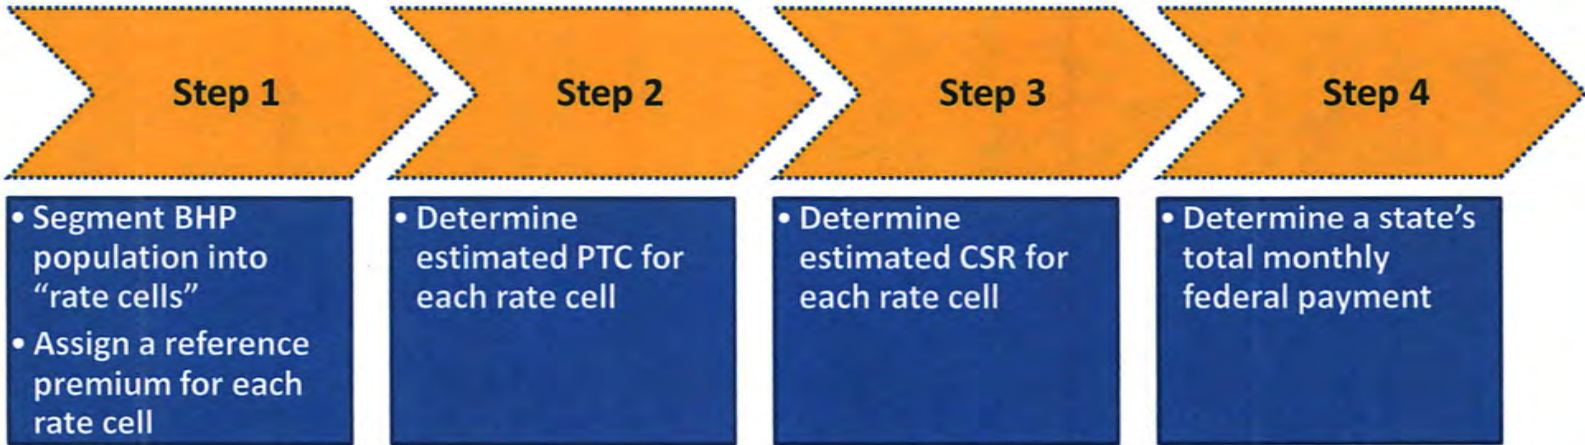 Step 1
Step 2
Step 3
Step 4
• Segment BHP
population into
“rate cells”
• Assign a reference
premium for each
rate cell
• Determine
estimated PTC for
each rate cell
• Determine
estimated CSR for
each rate cell
• Determine a state’s
total monthly
federal payment